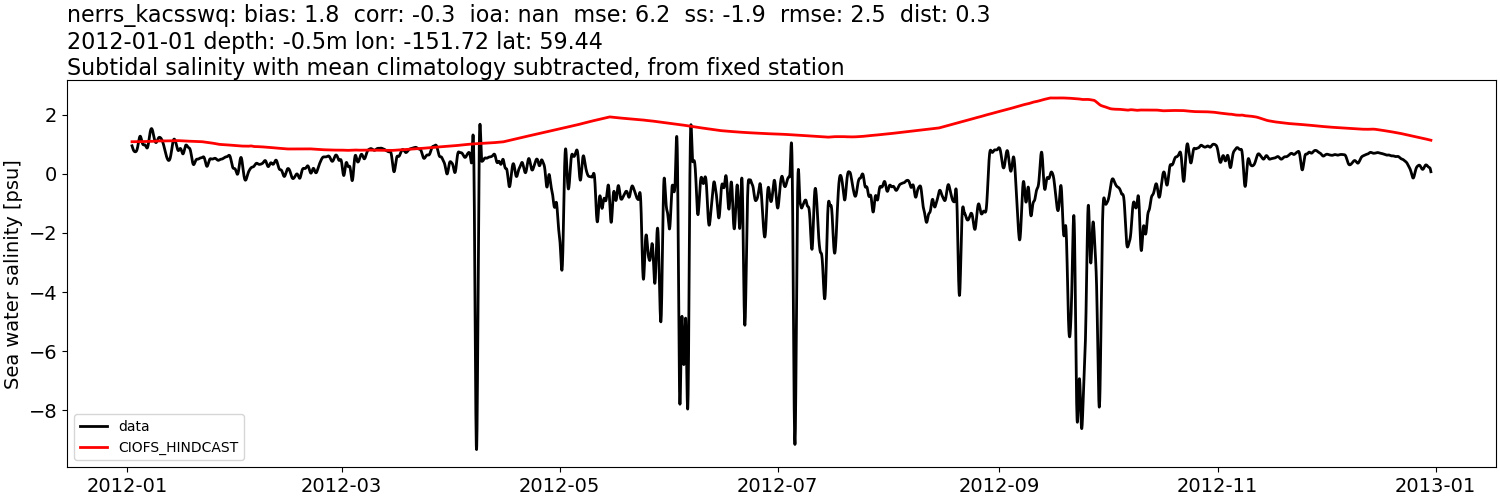 nerrs_kacsswq: bias: 1.8  corr: -0.3  ioa: nan  mse: 6.2  ss: -1.9  rmse: 2.5  dist: 0.3
2012-01-01 depth: -0.5m lon: -151.72 lat: 59.44
Subtidal salinity with mean climatology subtracted, from fixed station
Sea water salinity [psu]
2
0
−2
−4
−6
−8
data
CIOFS_HINDCAST
2012-01
2012-03
2012-05
2012-07
2012-09
2012-11
2013-01